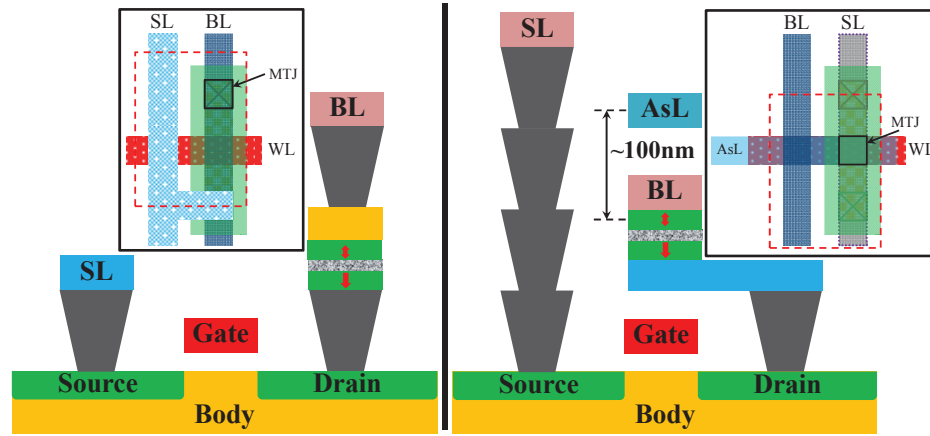 SL BL
MTJ
WL
BL
SL
Gate
Source Drain
Body
SL
AsL
~100nm
BL
BL SL
MTJ
AsL WL
Gate
Source Drain
Body